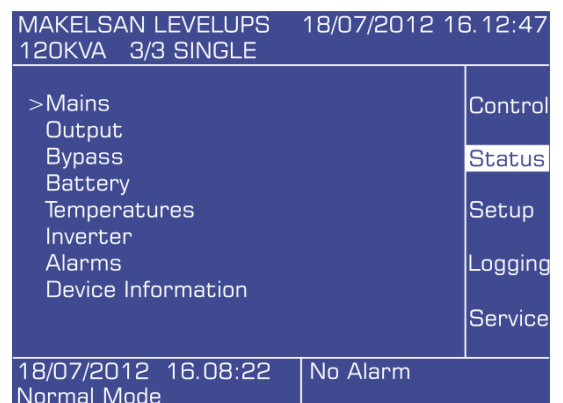 MAKELSAN LEVELUPS 18/07/2012 16.12:47
120KVA 3/3 SINGLE
>Mains
Output
Bypass
Battery
Temperatures
Inverter
Alarms
Device Information
Control
Status
Setup
Logging
Service
18/07/2012 16.08:22 No Alarm
Normal Mode